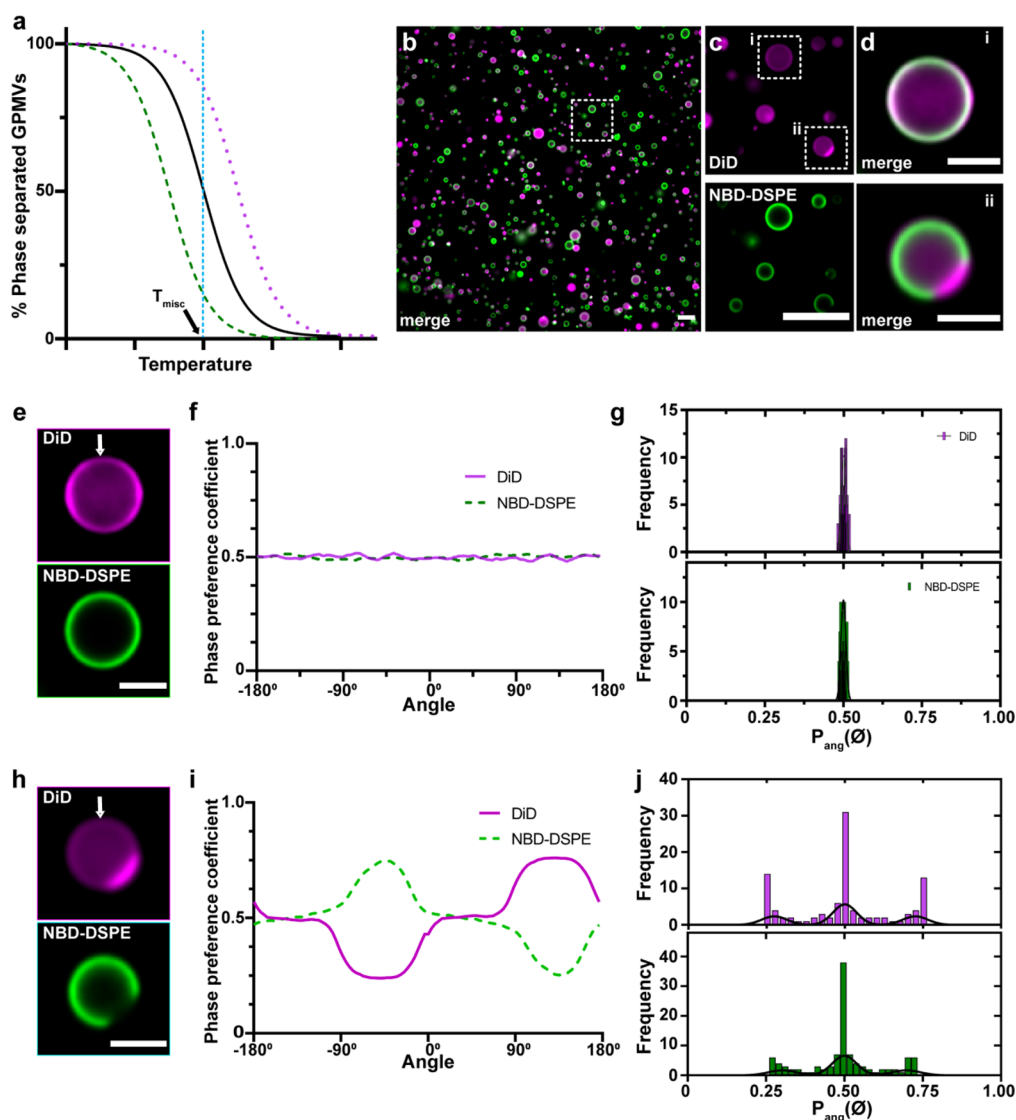 a
% Phase separated GPMVs
100
50
0
T_misc
Temperature
b
merge
c
i
ii
DiD
NBD-DSPE
d
i
merge
ii
merge
e
DiD
NBD-DSPE
f
Phase preference coefficient
1.0
0.5
0
DiD
NBD-DSPE
-180º -90º 0º 90º 180º
Angle
g
Frequency
15
10
5
0
DiD
Frequency
10
5
0
NBD-DSPE
0 0.25 0.50 0.75 1.00
P_ang(Ø)
h
DiD
NBD-DSPE
i
Phase preference coefficient
1.0
0.5
0
DiD
NBD-DSPE
-180º -90º 0º 90º 180º
Angle
j
Frequency
40
30
20
10
0
Frequency
40
30
20
10
0
0.25 0.50 0.75 1.00
P_ang(Ø)